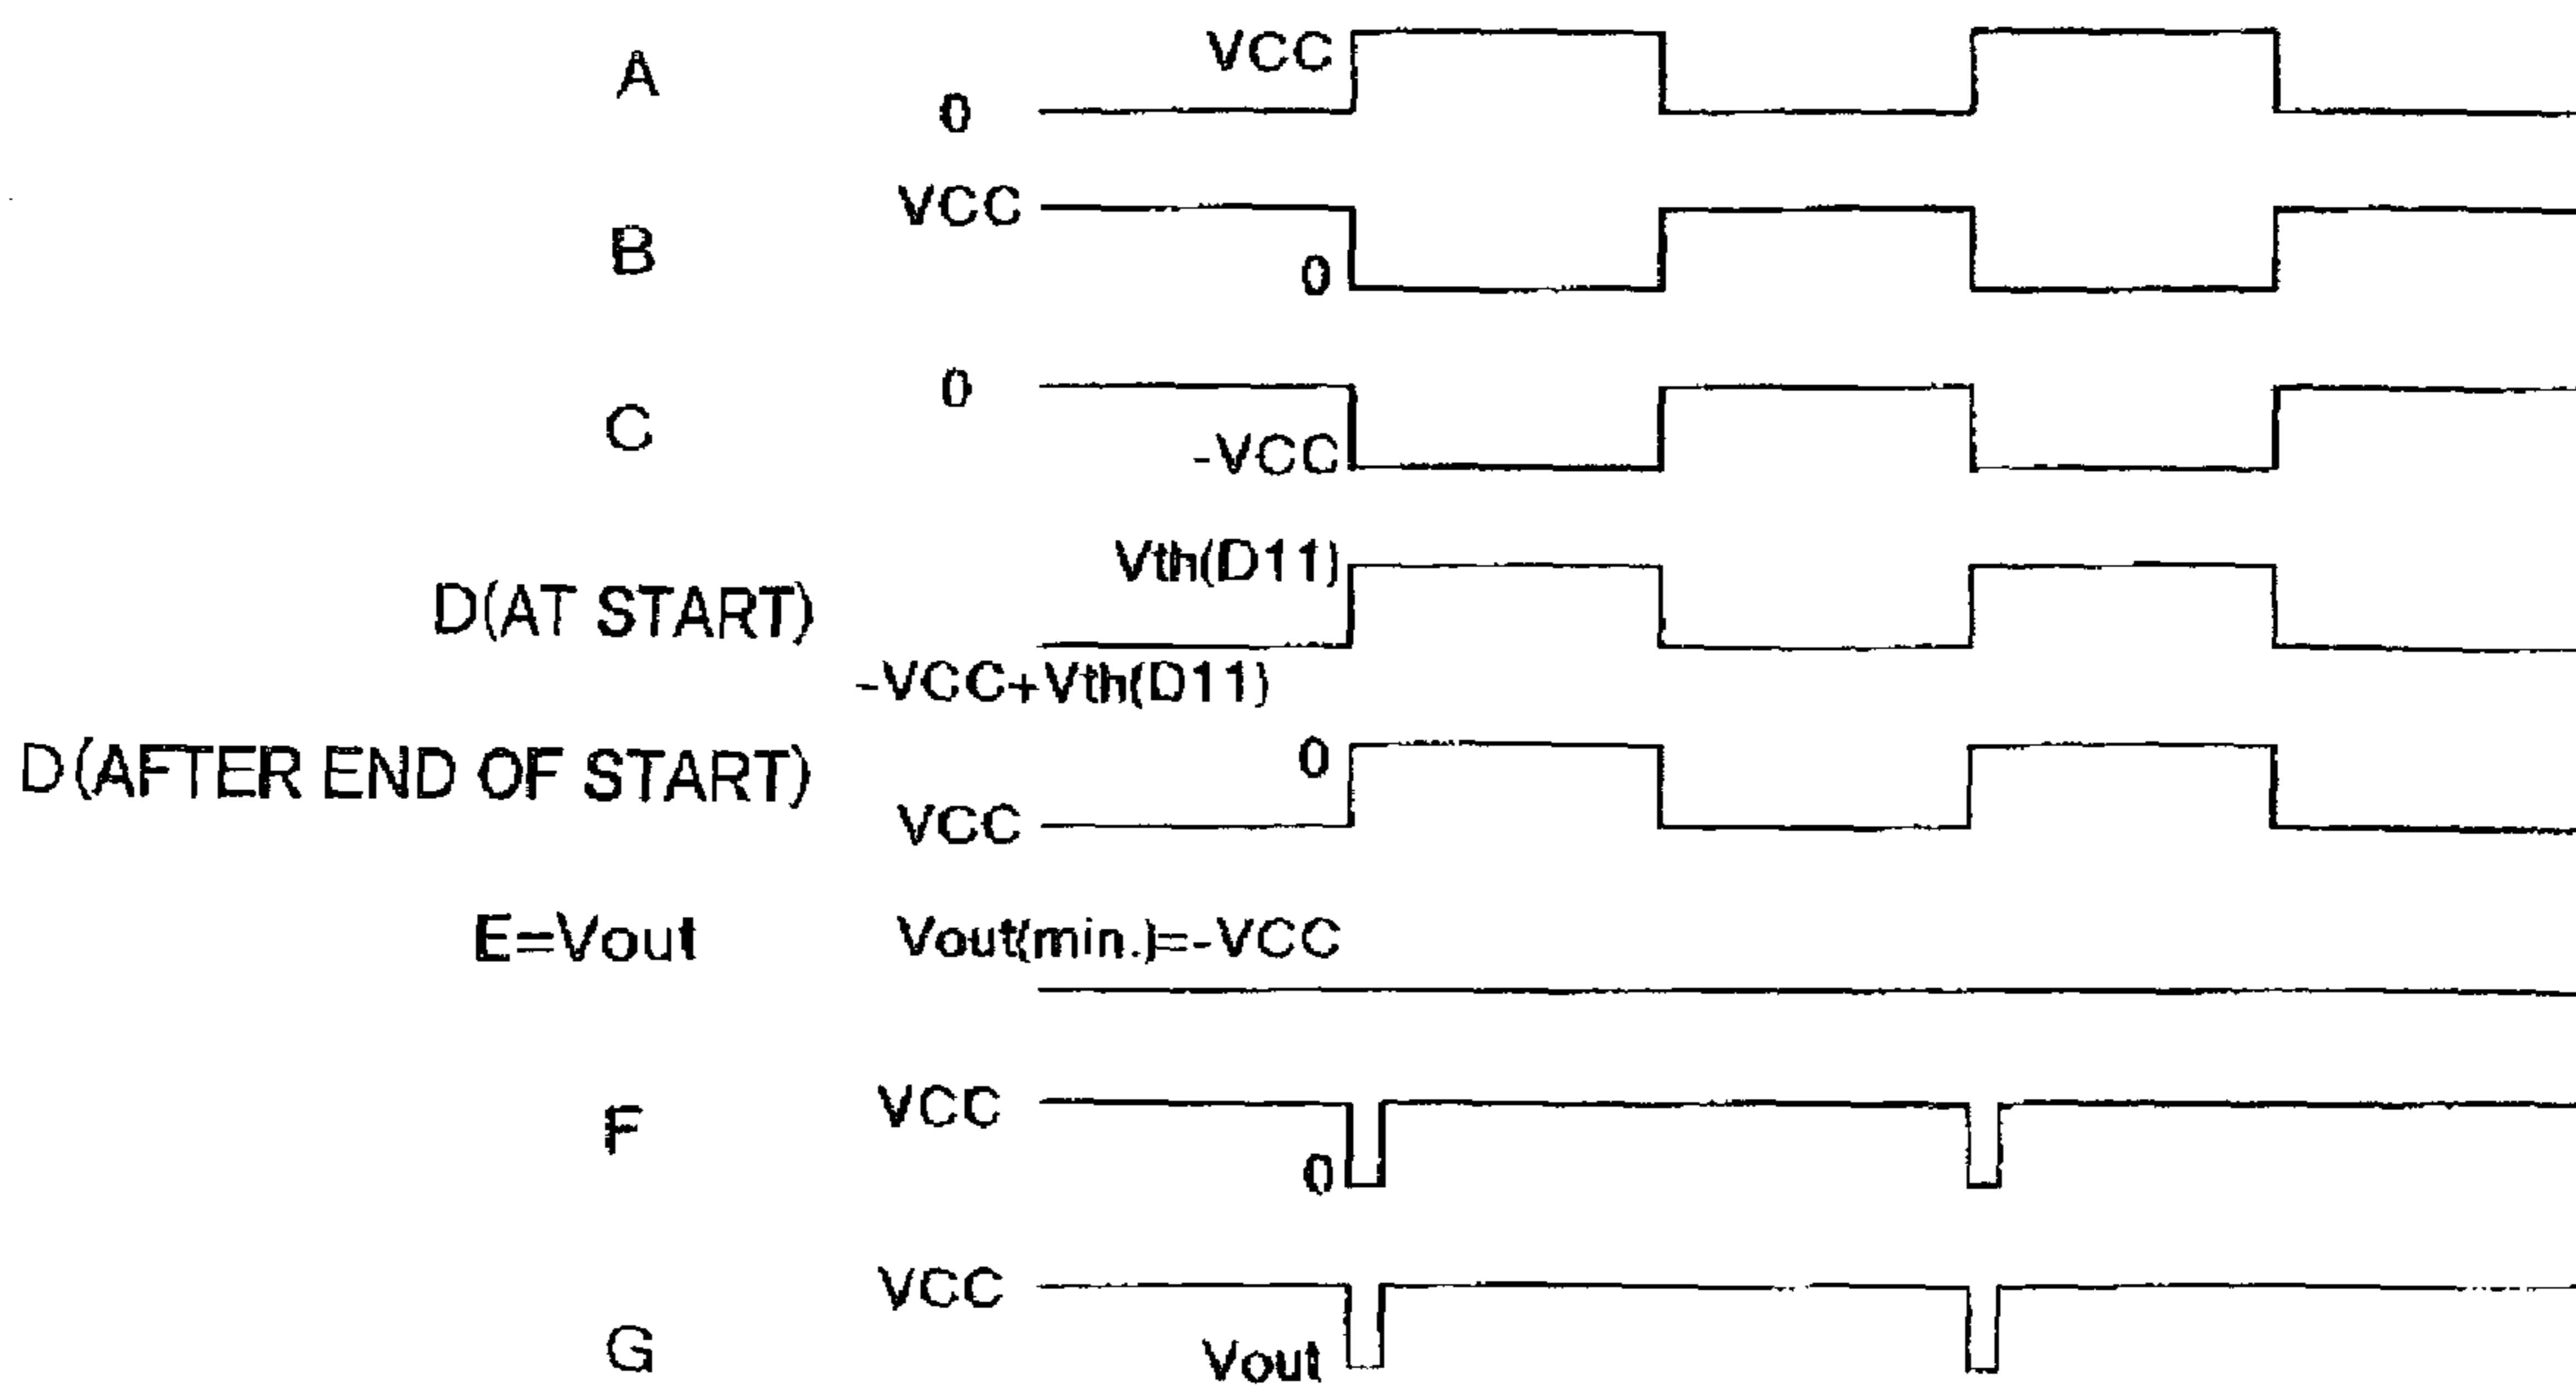 A
VCC
0
VCC
B
0
0
C
-VCC
Vth(D11)
D(AT START)
-VCC+Vth(D11)
0
D(AFTER END OF START)
VCC
E=Vout
Vout(min.)=-VCC
VCC
F
0
VCC
G
Vout